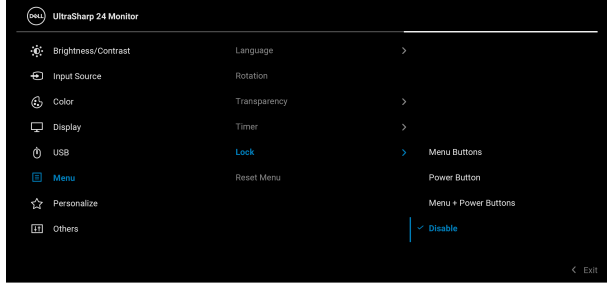 DELL UltraSharp 24 Monitor
Brightness/Contrast Language
Input Source Rotation
Color Transparency
Display Timer
USB Lock Menu Buttons
Menu Reset Menu Power Button
Personalize Menu + Power Buttons
Others Disable
Exit